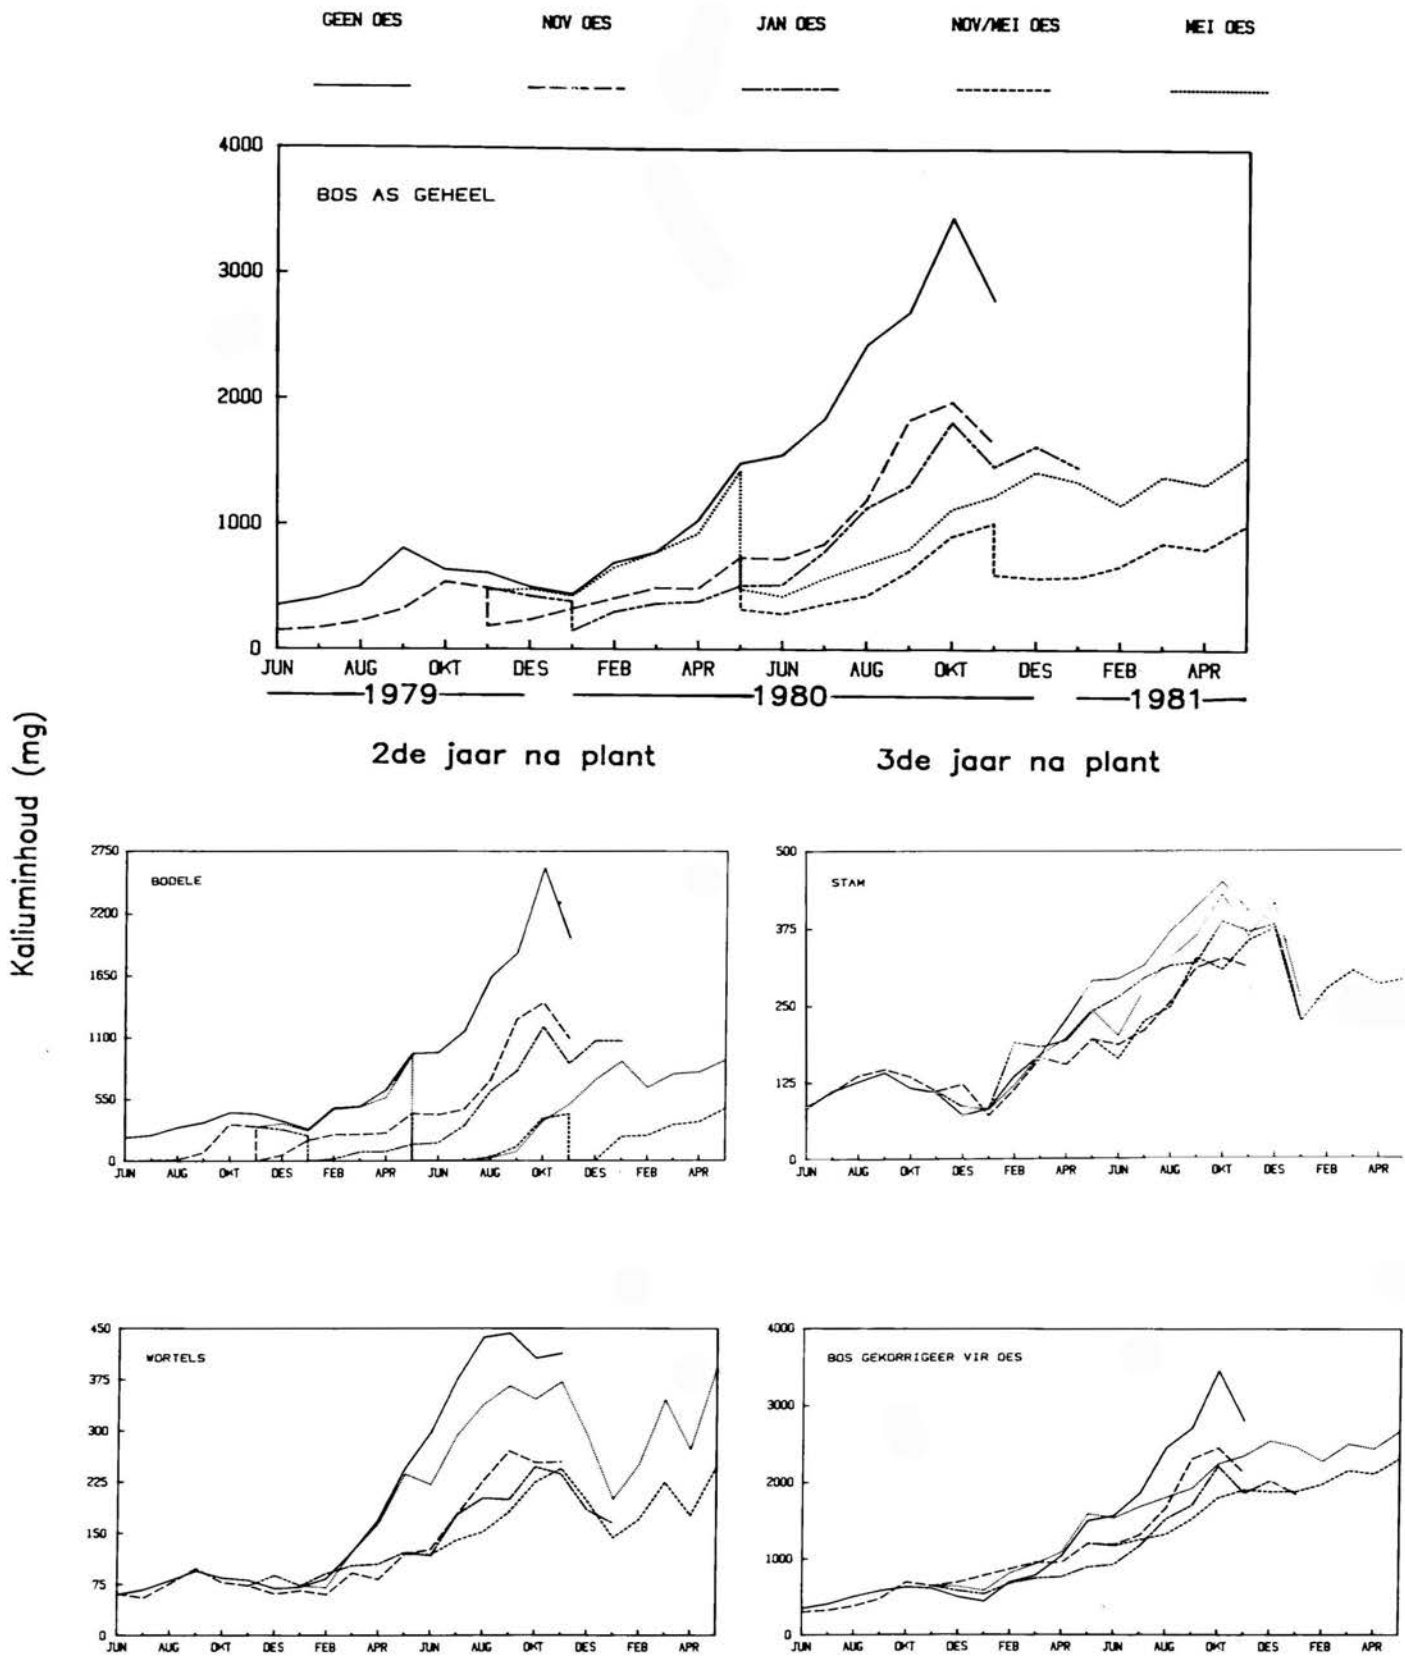 GEEN OES NOV OES JAN OES NOV/MEI OES MEI OES
4000
BOS AS GEHEEL
3000
2000
1000
0
JUN AUG OKT DES FEB APR JUN AUG OKT DES FEB APR
1979 1980 1981
2de jaar na plant 3de jaar na plant
Kaliuminhoud (mg)
2750
BODELE
2200
1650
1100
550
0
JUN AUG OKT DES FEB APR JUN AUG OKT DES FEB APR
500
STAM
375
250
125
0
JUN AUG OKT DES FEB APR JUN AUG OKT DES FEB APR
450
WORTELS
375
300
225
150
75
0
JUN AUG OKT DES FEB APR JUN AUG OKT DES FEB APR
4000
BOS GEKORRIGEER VIR OES
3000
2000
1000
0
JUN AUG OKT DES FEB APR JUN AUG OKT DES FEB APR